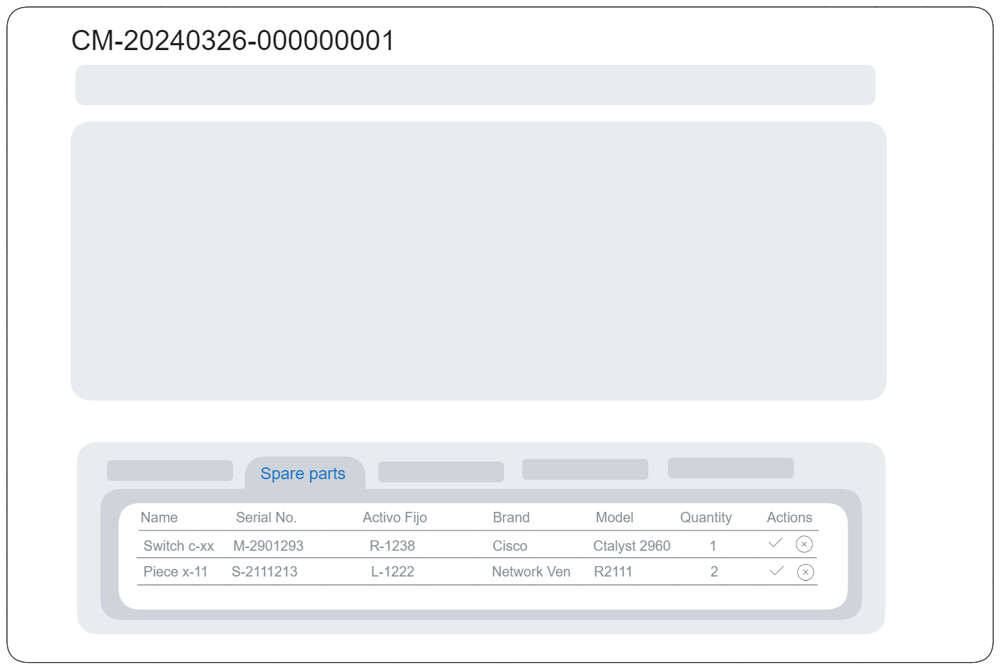 CM-20240326-000000001
Spare parts
Name Serial No. Activo Fijo Brand Model Quantity Actions
Switch c-xx M-2901293 R-1238 Cisco Ctalyst 2960 1
Piece x-11 S-2111213 L-1222 Network Ven R2111 2